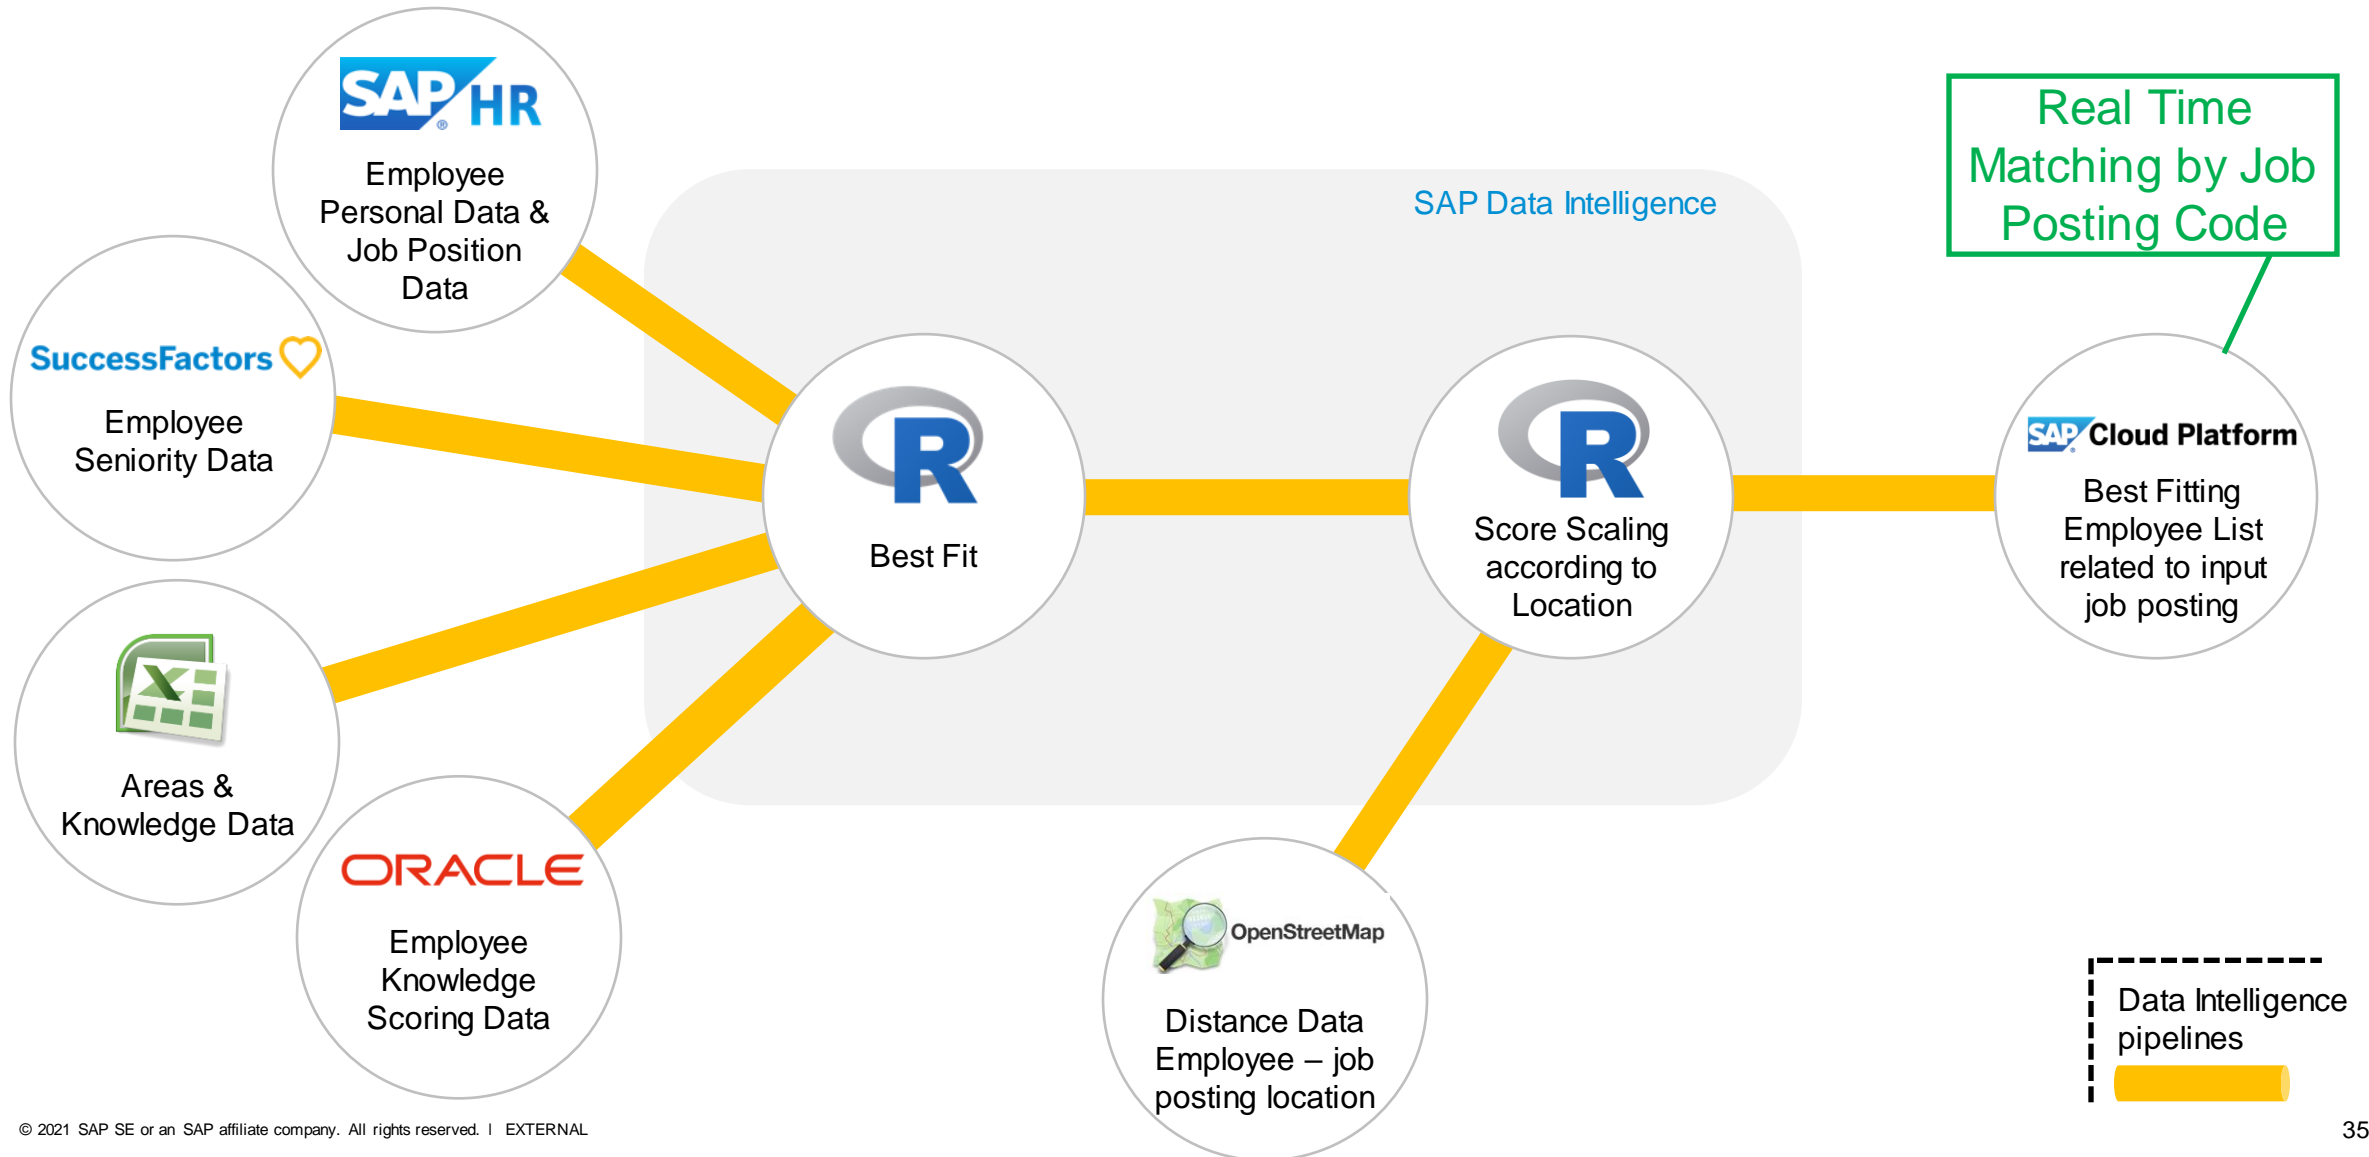 SAP HR
®
Employee
Personal Data &
Job Position
Data
SuccessFactors
Employee
Seniority Data
X
Areas &
Knowledge Data
ORACLE
Employee
Knowledge
Scoring Data
SAP Data Intelligence
R
Best Fit
R
Score Scaling
according to
Location
OpenStreetMap
Distance Data
Employee – job
posting location
Real Time
Matching by Job
Posting Code
SAP Cloud Platform
Best Fitting
Employee List
related to input
job posting
Data Intelligence
pipelines
© 2021 SAP SE or an SAP affiliate company. All rights reserved. ǀ EXTERNAL
35